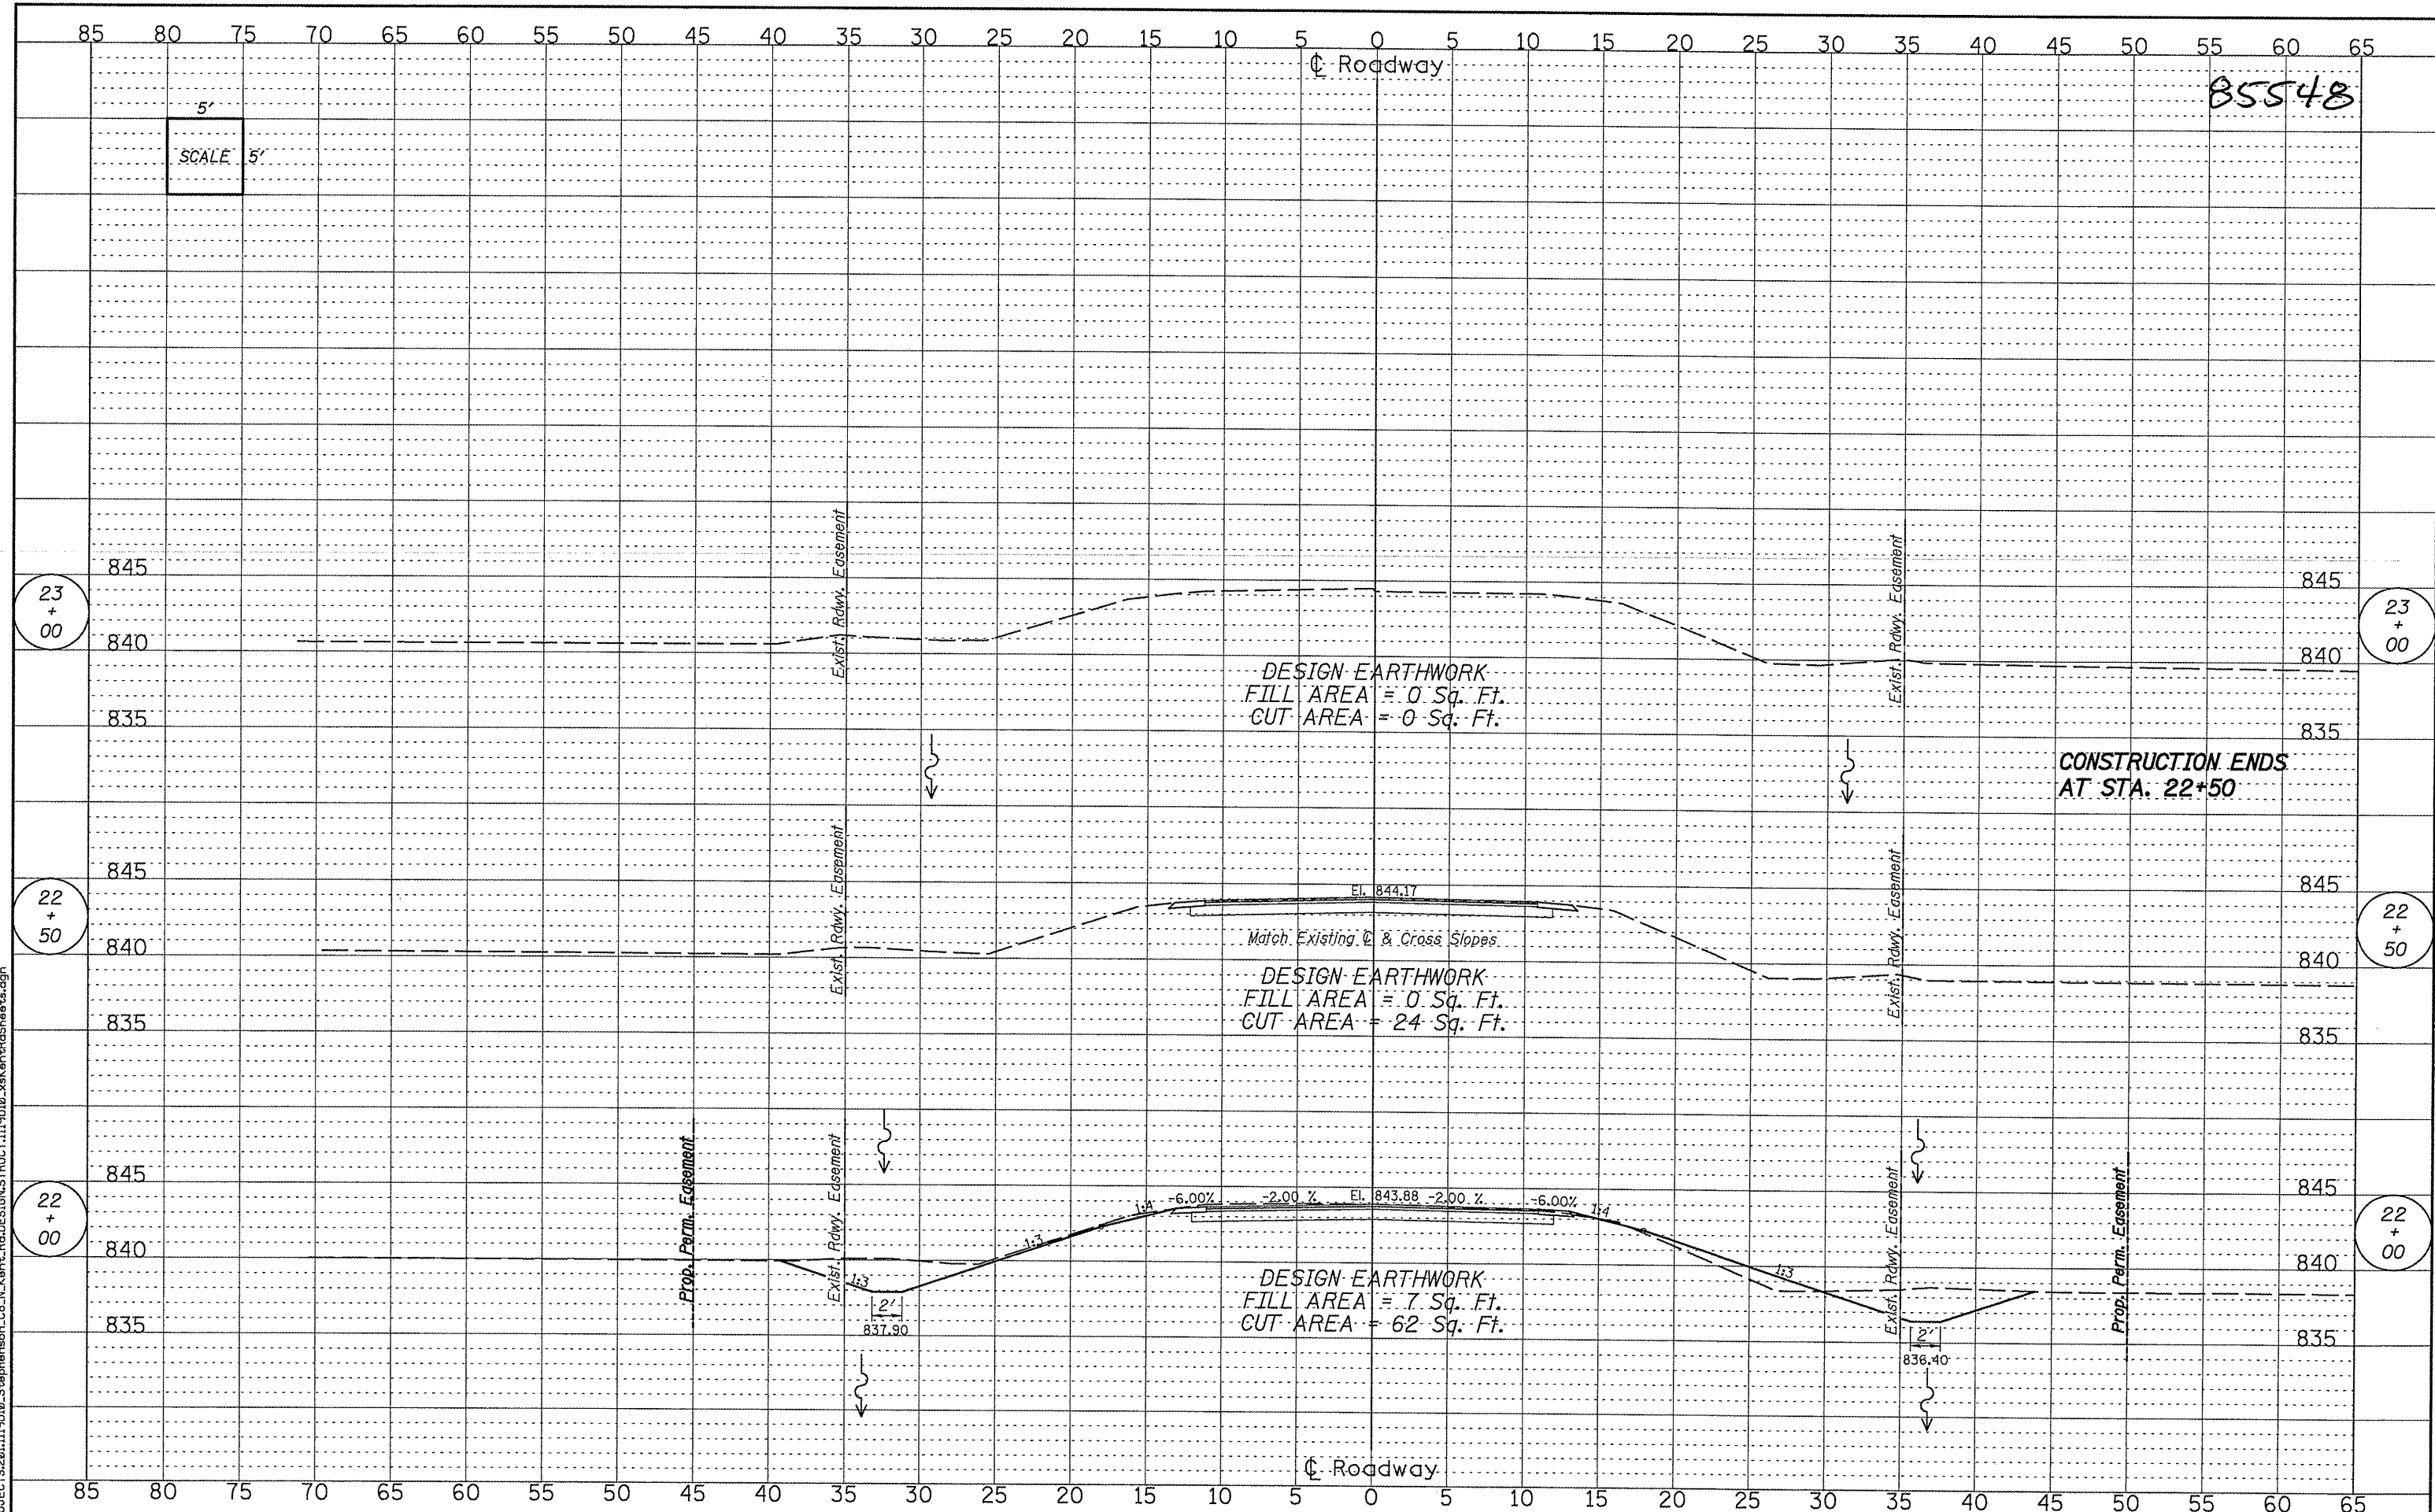 85 80 75 70 65 60 55 50 45 40 35 30 25 20 15 10 5 0 5 10 15 20 25 30 35 40 45 50 55 60 65
℄ Roadway
85548
5'
SCALE 5'
Exist. Rdwy. Easement
Exist. Rdwy. Easement
845 845
23
+
00
23
+
00
840 840
DESIGN EARTHWORK
FILL AREA = 0 Sq. Ft.
CUT AREA = 0 Sq. Ft.
835 835
CONSTRUCTION ENDS
AT STA. 22+50
Exist. Rdwy. Easement
Exist. Rdwy. Easement
845 845
El. 844.17
22
+
50
22
+
50
Match Existing ℄ & Cross Slopes
840 840
DESIGN EARTHWORK
FILL AREA = 0 Sq. Ft.
CUT AREA = 24 Sq. Ft.
835 835
Prop. Perm. Easement
Exist. Rdwy. Easement
Exist. Rdwy. Easement
Prop. Perm. Easement
845 845
1:4 -6.00% -2.00 % El. 843.88 -2.00 % -6.00% 1:4
22
+
00
22
+
00
1:3 1:3
840 840
1:3
DESIGN EARTHWORK
FILL AREA = 7 Sq. Ft.
CUT AREA = 62 Sq. Ft.
2'
837.90
835 835
2'
836.40
℄ Roadway
85 80 75 70 65 60 55 50 45 40 35 30 25 20 15 10 5 0 5 10 15 20 25 30 35 40 45 50 55 60 65